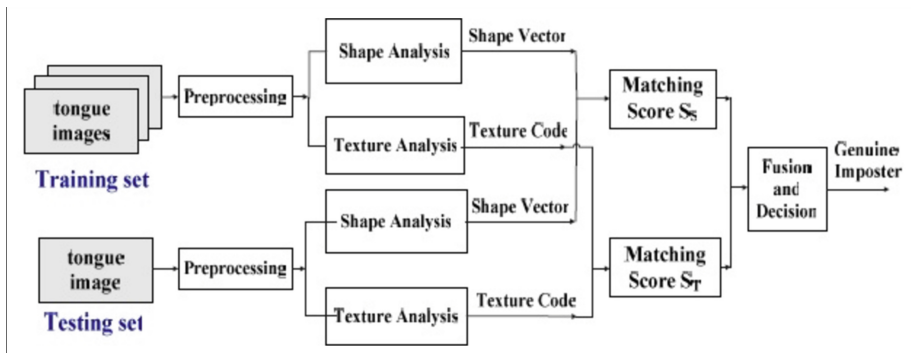 tongue
images
Training set
Preprocessing
Shape Analysis
Shape Vector
Texture Analysis
Texture Code
Matching
Score SS
tongue
image
Testing set
Preprocessing
Shape Analysis
Shape Vector
Texture Analysis
Texture Code
Matching
Score ST
Fusion
and
Decision
Genuine
Imposter